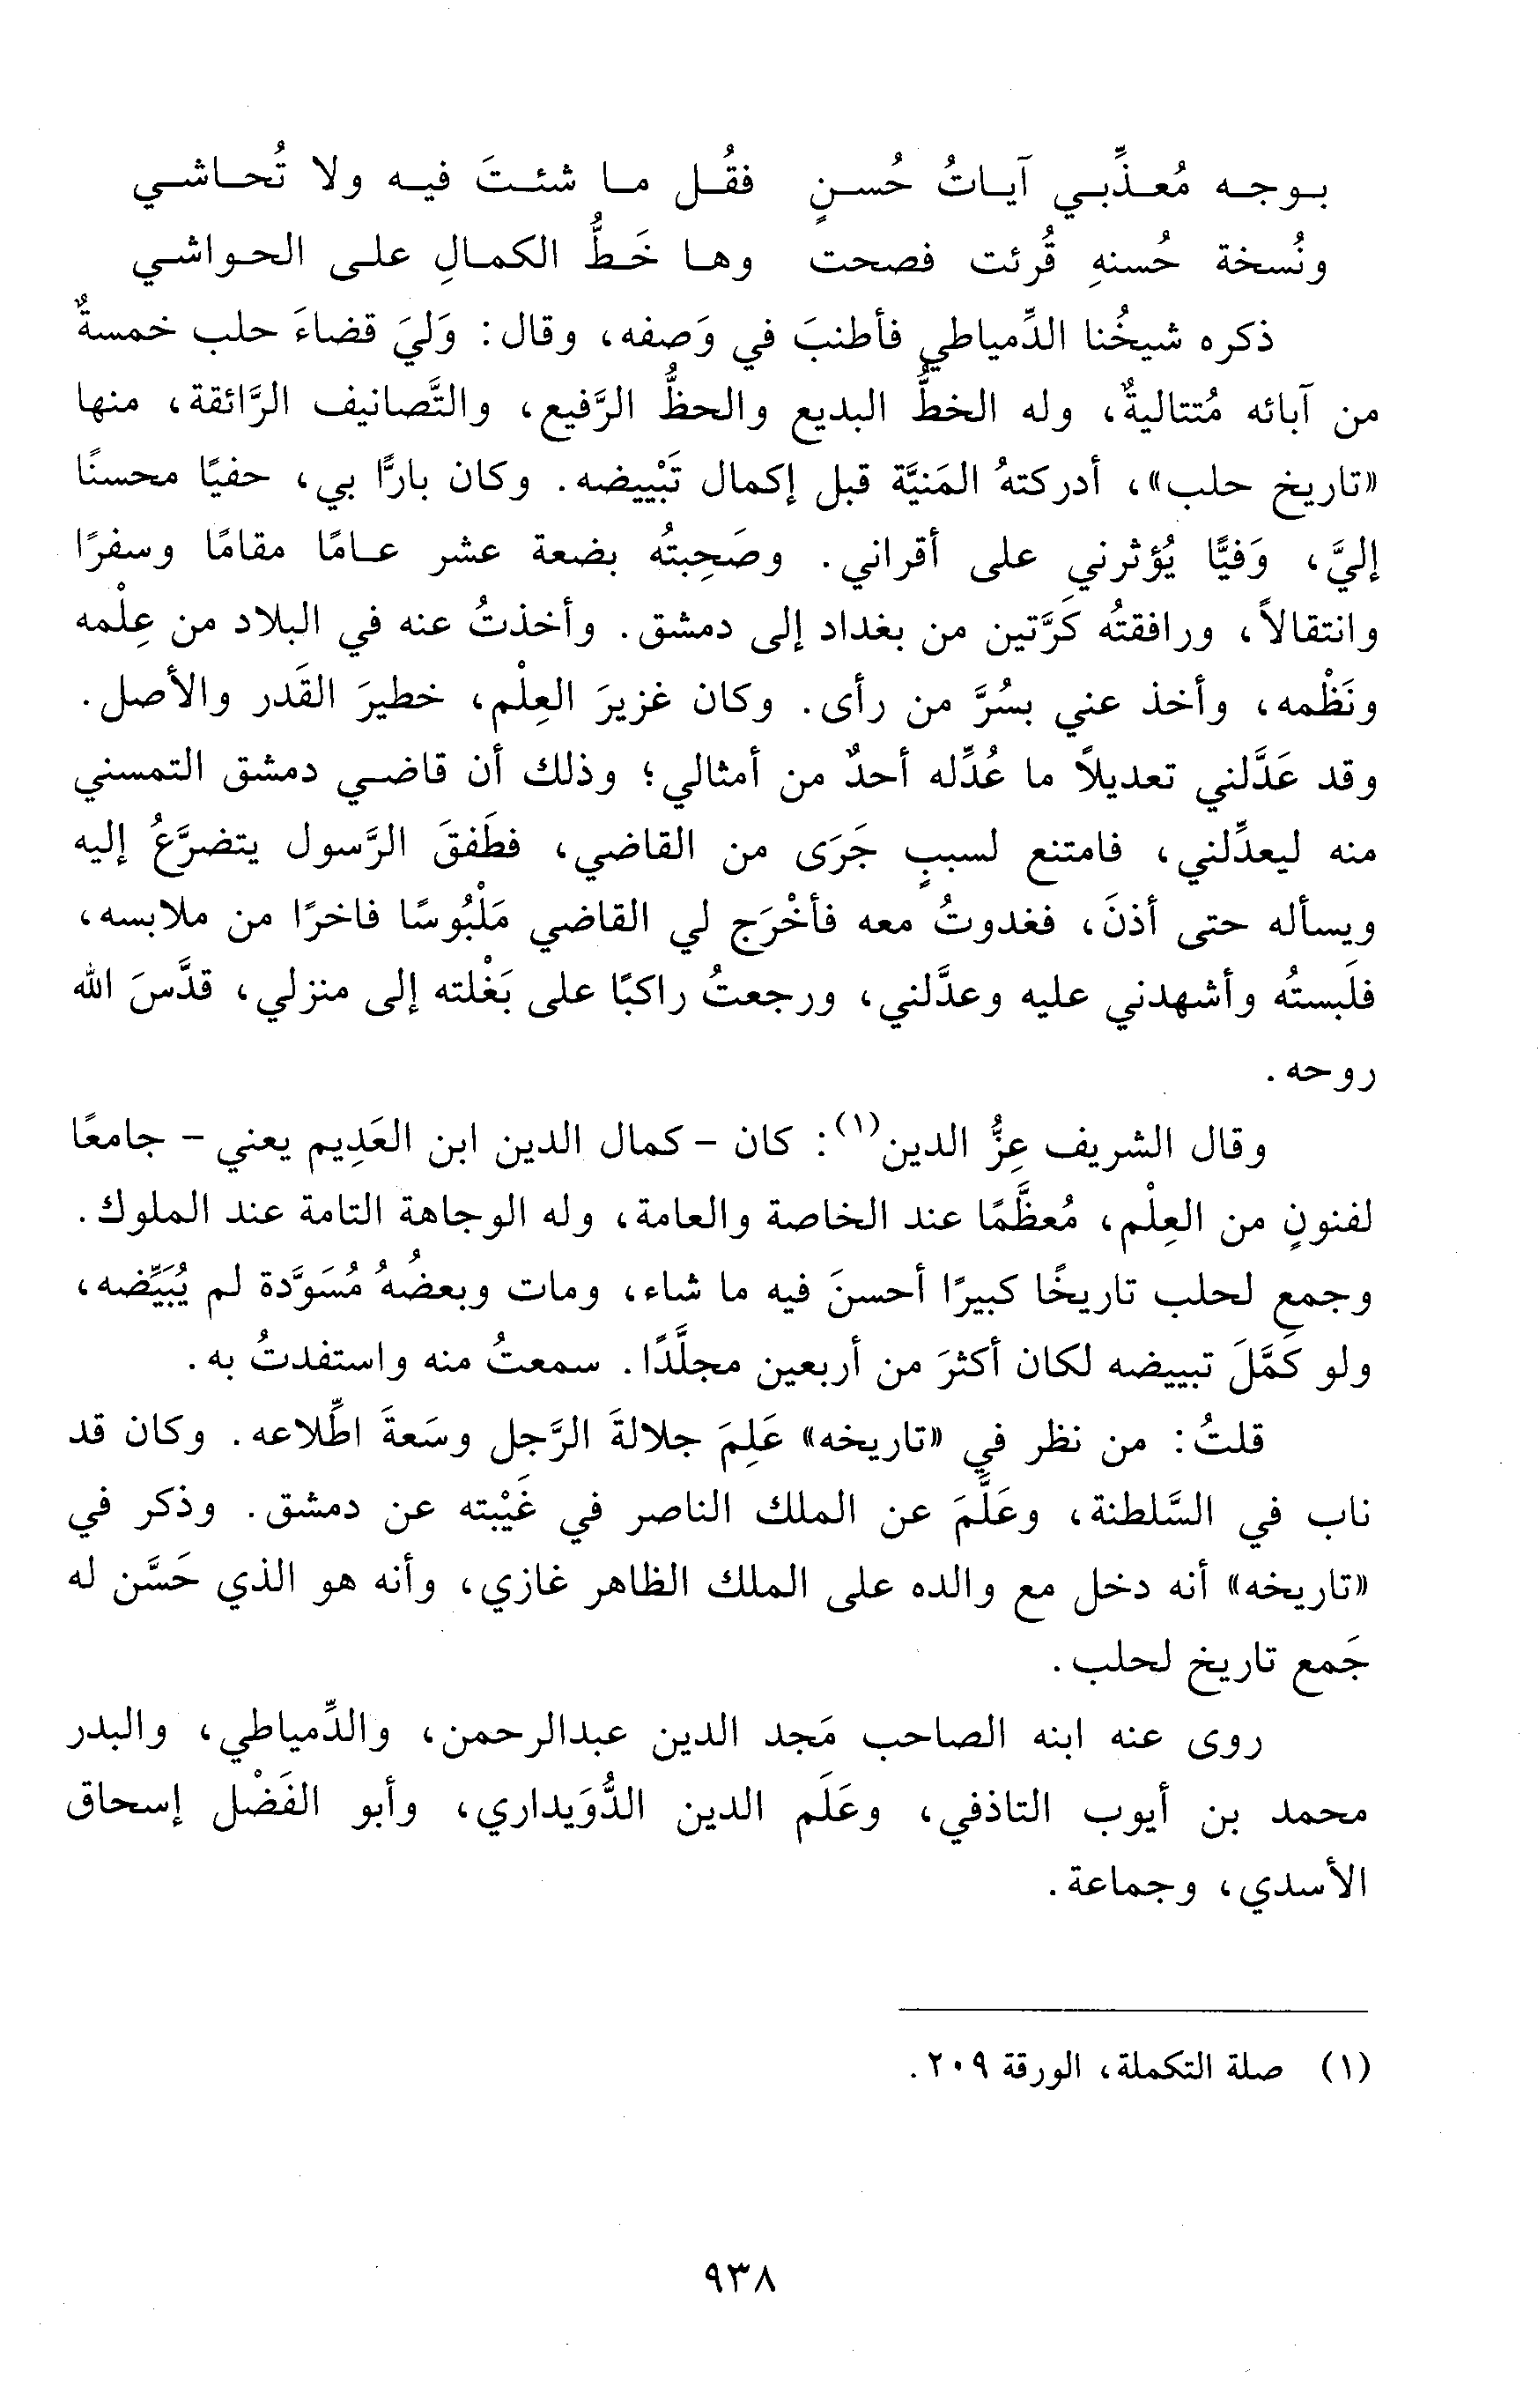 بوجه مُعذِّبي آياتُ حُسنٍ فقُل ما شئتَ فيه ولا تُحاشي
ونُسخة حُسنهِ قُرئت فصحت وها خَطُّ الكمالِ على الحواشي
ذكره شيخُنا الدِّمياطي فأطنبَ في وَصفه، وقال: وَليَ قضاءَ حلب خمسةٌ
من آبائه مُتتاليةٌ، وله الخطُّ البديع والحظُّ الرَّفيع، والتَّصانيف الرَّائقة، منها
«تاريخ حلب»، أدركتهُ المَنيَّة قبل إكمال تَبْييضه. وكان بارًّا بي، حفيًا محسنًا
إليَّ، وَفيًّا يُؤثرني على أقراني. وصَحِبتُه بضعة عشر عامًا مقامًا وسفرًا
وانتقالاً، ورافقتُه كَرَّتين من بغداد إلى دمشق. وأخذتُ عنه في البلاد من عِلْمه
ونَظْمه، وأخذ عني بسُرَّ من رأى. وكان غزيرَ العِلْم، خطيرَ القَدر والأصل.
وقد عَدَّلني تعديلاً ما عُدِّله أحدٌ من أمثالي؛ وذلك أن قاضي دمشق التمسني
منه ليعدِّلني، فامتنع لسببٍ جَرَى من القاضي، فطَفقَ الرَّسول يتضرَّعُ إليه
ويسأله حتى أذنَ، فغدوتُ معه فأخْرَج لي القاضي مَلْبُوسًا فاخرًا من ملابسه،
فلَبستُه وأشهدني عليه وعدَّلني، ورجعتُ راكبًا على بَغْلته إلى منزلي، قدَّسَ الله
روحه.
وقال الشريف عِزُّ الدين(١): كان - كمال الدين ابن العَدِيم يعني - جامعًا
لفنونٍ من العِلْم، مُعظَّمًا عند الخاصة والعامة، وله الوجاهة التامة عند الملوك.
وجمع لحلب تاريخًا كبيرًا أحسنَ فيه ما شاء، ومات وبعضُهُ مُسَوَّدة لم يُبَيِّضه،
ولو كَمَّلَ تبييضه لكان أكثرَ من أربعين مجلَّدًا. سمعتُ منه واستفدتُ به.
قلتُ: من نظر في «تاريخه» عَلِمَ جلالةَ الرَّجل وسَعةَ اطِّلاعه. وكان قد
ناب في السَّلطنة، وعَلَّمَ عن الملك الناصر في غَيْبته عن دمشق. وذكر في
«تاريخه» أنه دخل مع والده على الملك الظاهر غازي، وأنه هو الذي حَسَّن له
جَمع تاريخ لحلب.
روى عنه ابنه الصاحب مَجد الدين عبدالرحمن، والدِّمياطي، والبدر
محمد بن أيوب التاذفي، وعَلَم الدين الدُّوَيداري، وأبو الفَضْل إسحاق
الأسدي، وجماعة.
(١) صلة التكملة، الورقة ٢٠٩.
٩٣٨